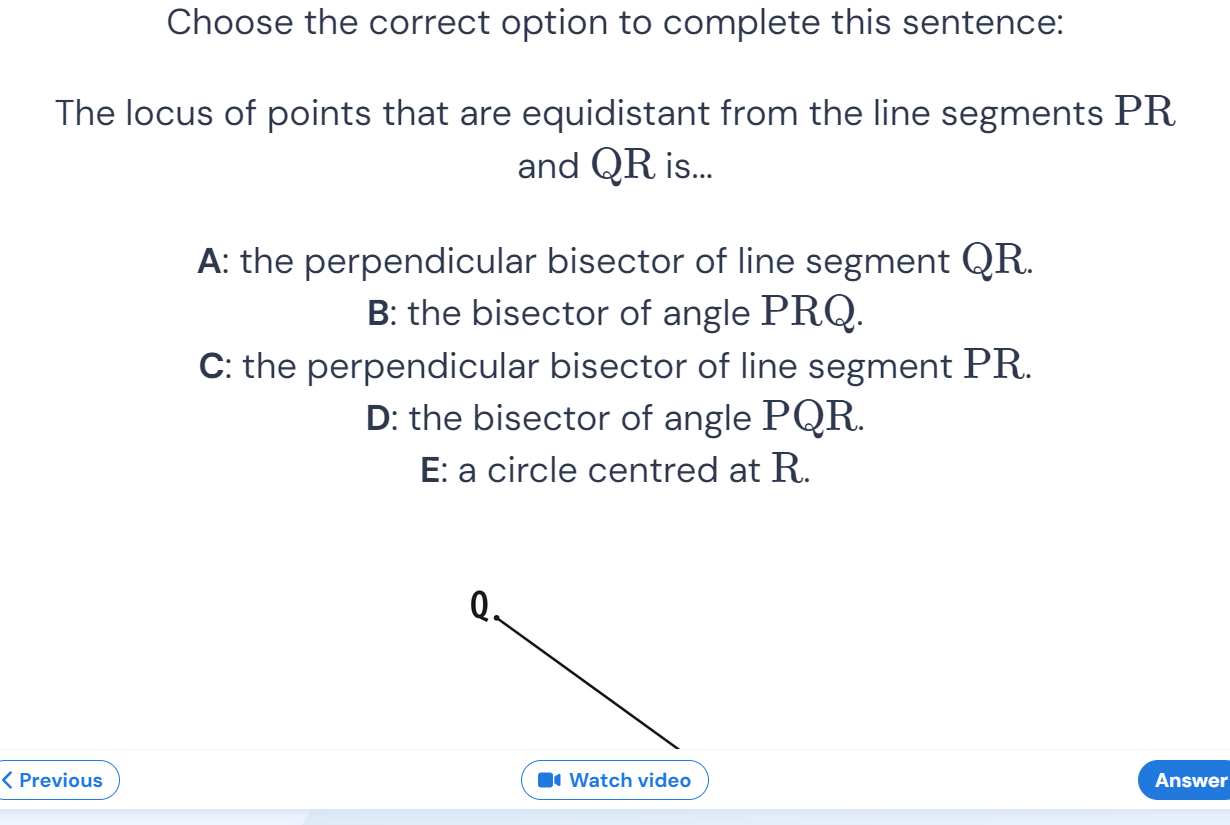 Choose the correct option to complete this sentence:
The locus of points that are equidistant from the line segments PR
and QR is...
A: the perpendicular bisector of line segment QR.
B: the bisector of angle PRQ.
C: the perpendicular bisector of line segment PR.
D: the bisector of angle PQR.
E: a circle centred at R.
Q
Previous
Watch video
Answer